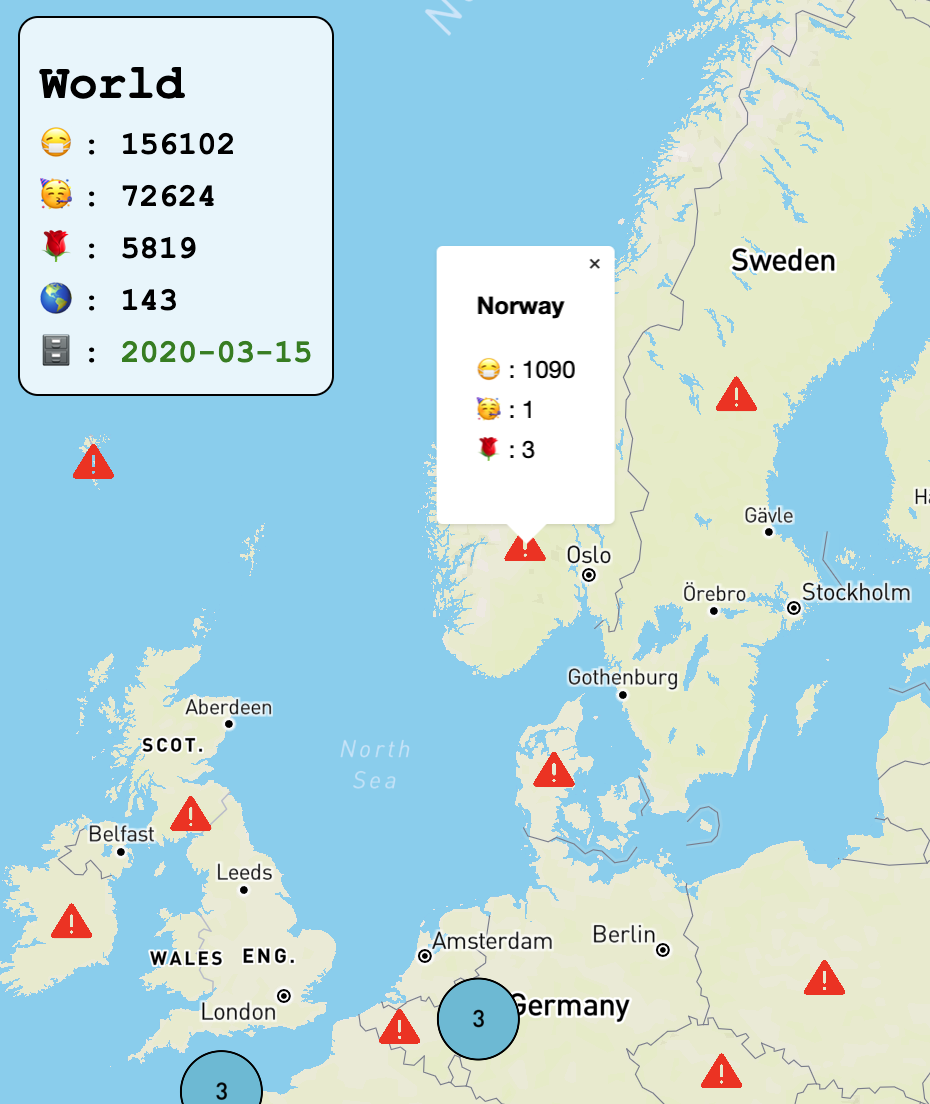 World
😷 : 156102
🥳 : 72624
🌹 : 5819
🌎 : 143
🗄 : 2020-03-15
Sweden
×
Norway
😷 : 1090
🥳 : 1
🌹 : 3
Gävle
Oslo
Örebro
Stockholm
Gothenburg
Aberdeen
SCOT.
North
Sea
Belfast
Leeds
Amsterdam
Berlin
WALES
ENG.
London
3
Germany
3